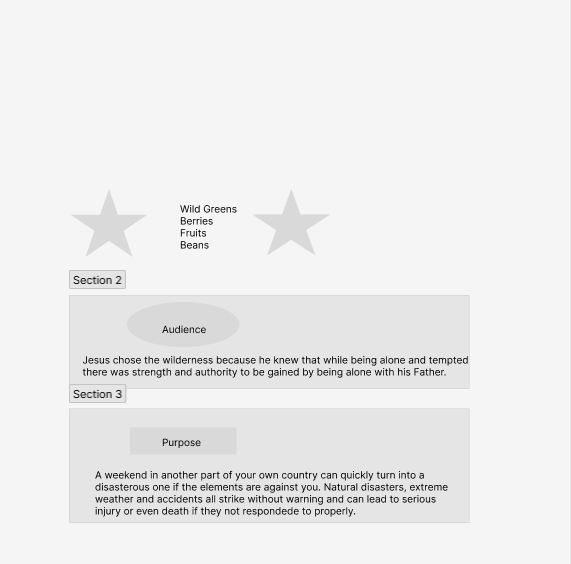 Wild Greens
Berries
Fruits
Beans
Section 2
Audience
Jesus chose the wilderness because he knew that while being alone and tempted
there was strength and authority to be gained by being alone with his Father.
Section 3
Purpose
A weekend in another part of your own country can quickly turn into a
disasterous one if the elements are against you. Natural disasters, extreme
weather and accidents all strike without warning and can lead to serious
injury or even death if they not respondede to properly.